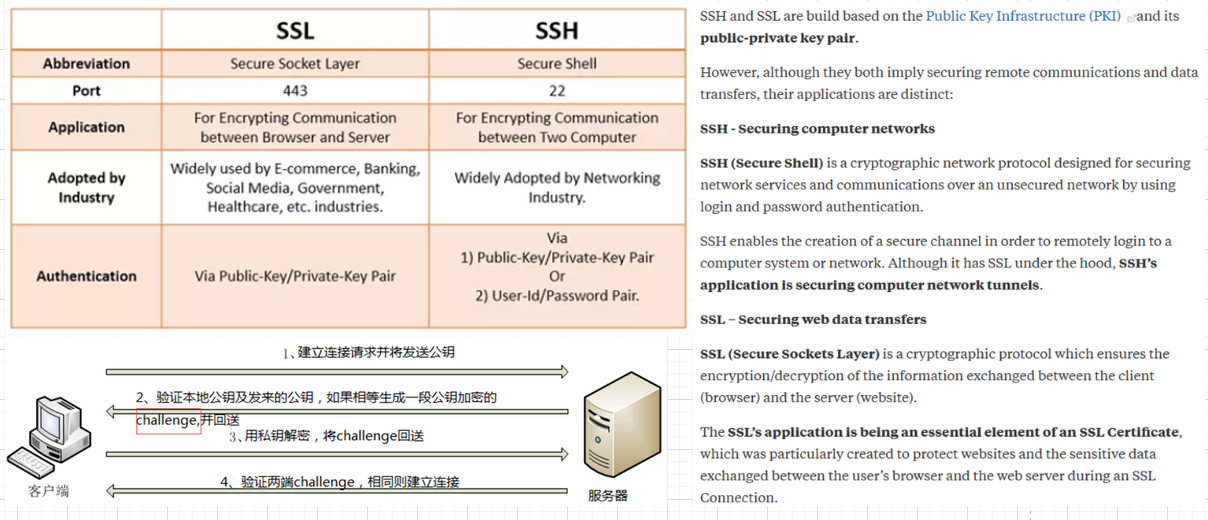 SSL SSH
Abbreviation Secure Socket Layer Secure Shell
Port 443 22
Application
For Encrypting Communication
between Browser and Server
For Encrypting Communication
between Two Computer
Adopted by
Industry
Widely used by E-commerce, Banking,
Social Media, Government,
Healthcare, etc. industries.
Widely Adopted by Networking
Industry.
Authentication
Via Public-Key/Private-Key Pair
Via
1) Public-Key/Private-Key Pair
Or
2) User-Id/Password Pair.
1、建立连接请求并将发送公钥
2、验证本地公钥及发来的公钥，如果相等生成一段公钥加密的
challenge,并回送
3、用私钥解密，将challenge回送
4、验证两端challenge，相同则建立连接
客户端
服务器
SSH and SSL are build based on the Public Key Infrastructure (PKI) and its
public-private key pair.
However, although they both imply securing remote communications and data
transfers, their applications are distinct:
SSH - Securing computer networks
SSH (Secure Shell) is a cryptographic network protocol designed for securing
network services and communications over an unsecured network by using
login and password authentication.
SSH enables the creation of a secure channel in order to remotely login to a
computer system or network. Although it has SSL under the hood, SSH’s
application is securing computer network tunnels.
SSL – Securing web data transfers
SSL (Secure Sockets Layer) is a cryptographic protocol which ensures the
encryption/decryption of the information exchanged between the client
(browser) and the server (website).
The SSL’s application is being an essential element of an SSL Certificate,
which was particularly created to protect websites and the sensitive data
exchanged between the user’s browser and the web server during an SSL
Connection.